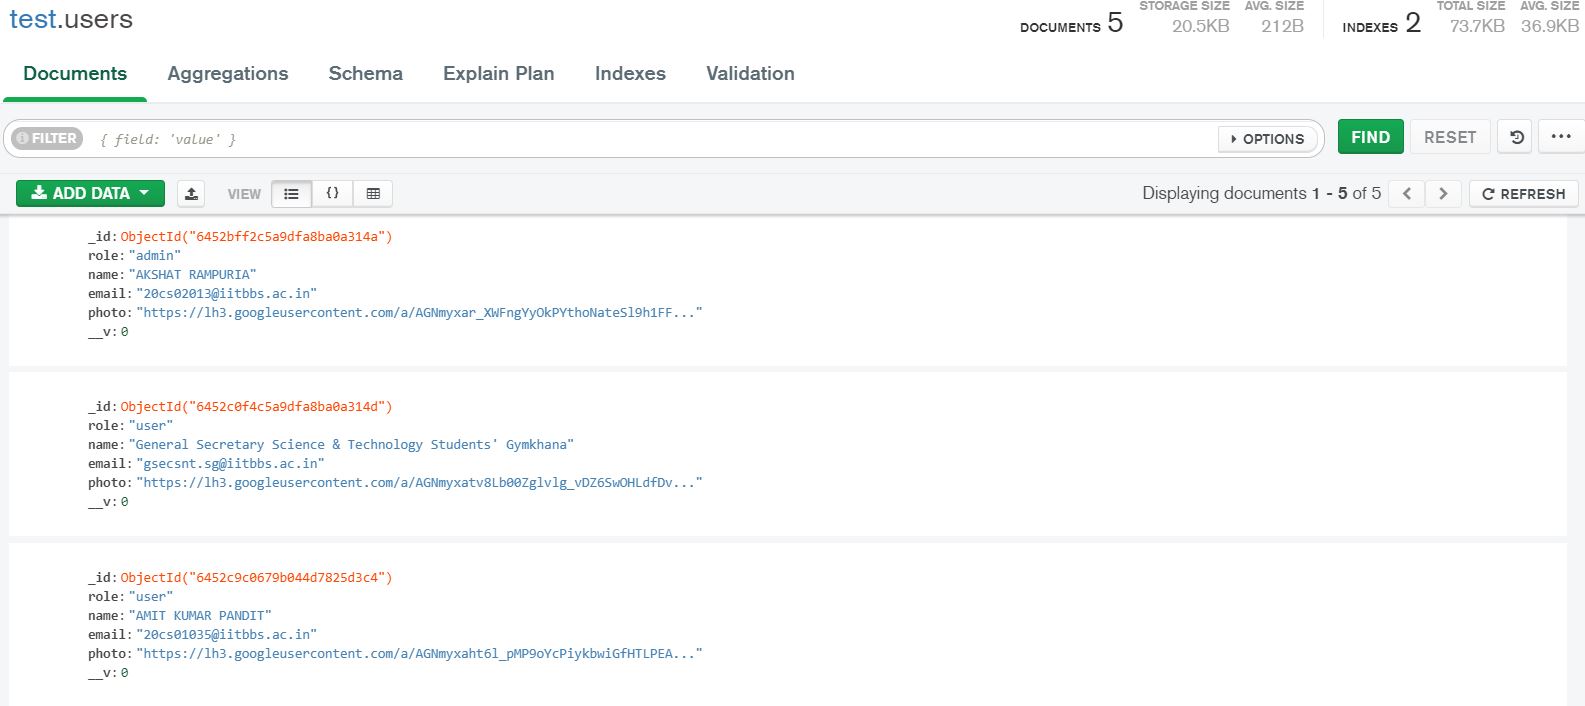 test.users
DOCUMENTS 5
STORAGE SIZE 20.5KB
AVG. SIZE 212B
INDEXES 2
TOTAL SIZE 73.7KB
AVG. SIZE 36.9KB
Documents Aggregations Schema Explain Plan Indexes Validation
FILTER { field: 'value' } OPTIONS FIND RESET
ADD DATA VIEW {} Displaying documents 1 - 5 of 5 < > REFRESH
_id: ObjectId("6452bff2c5a9dfa8ba0a314a")
role: "admin"
name: "AKSHAT RAMPURIA"
email: "20cs02013@iitbbs.ac.in"
photo: "https://lh3.googleusercontent.com/a/AGNmyxar_XWFngYyOkPYthoNateSl9h1FF..."
__v: 0
_id: ObjectId("6452c0f4c5a9dfa8ba0a314d")
role: "user"
name: "General Secretary Science & Technology Students' Gymkhana"
email: "gsecsnt.sg@iitbbs.ac.in"
photo: "https://lh3.googleusercontent.com/a/AGNmyxatv8Lb00Zglvlg_vDZ6SwOHLdfDv..."
__v: 0
_id: ObjectId("6452c9c0679b044d7825d3c4")
role: "user"
name: "AMIT KUMAR PANDIT"
email: "20cs01035@iitbbs.ac.in"
photo: "https://lh3.googleusercontent.com/a/AGNmyxaht6l_pMP9oYcPiykbwiGfHTLPEA..."
__v: 0